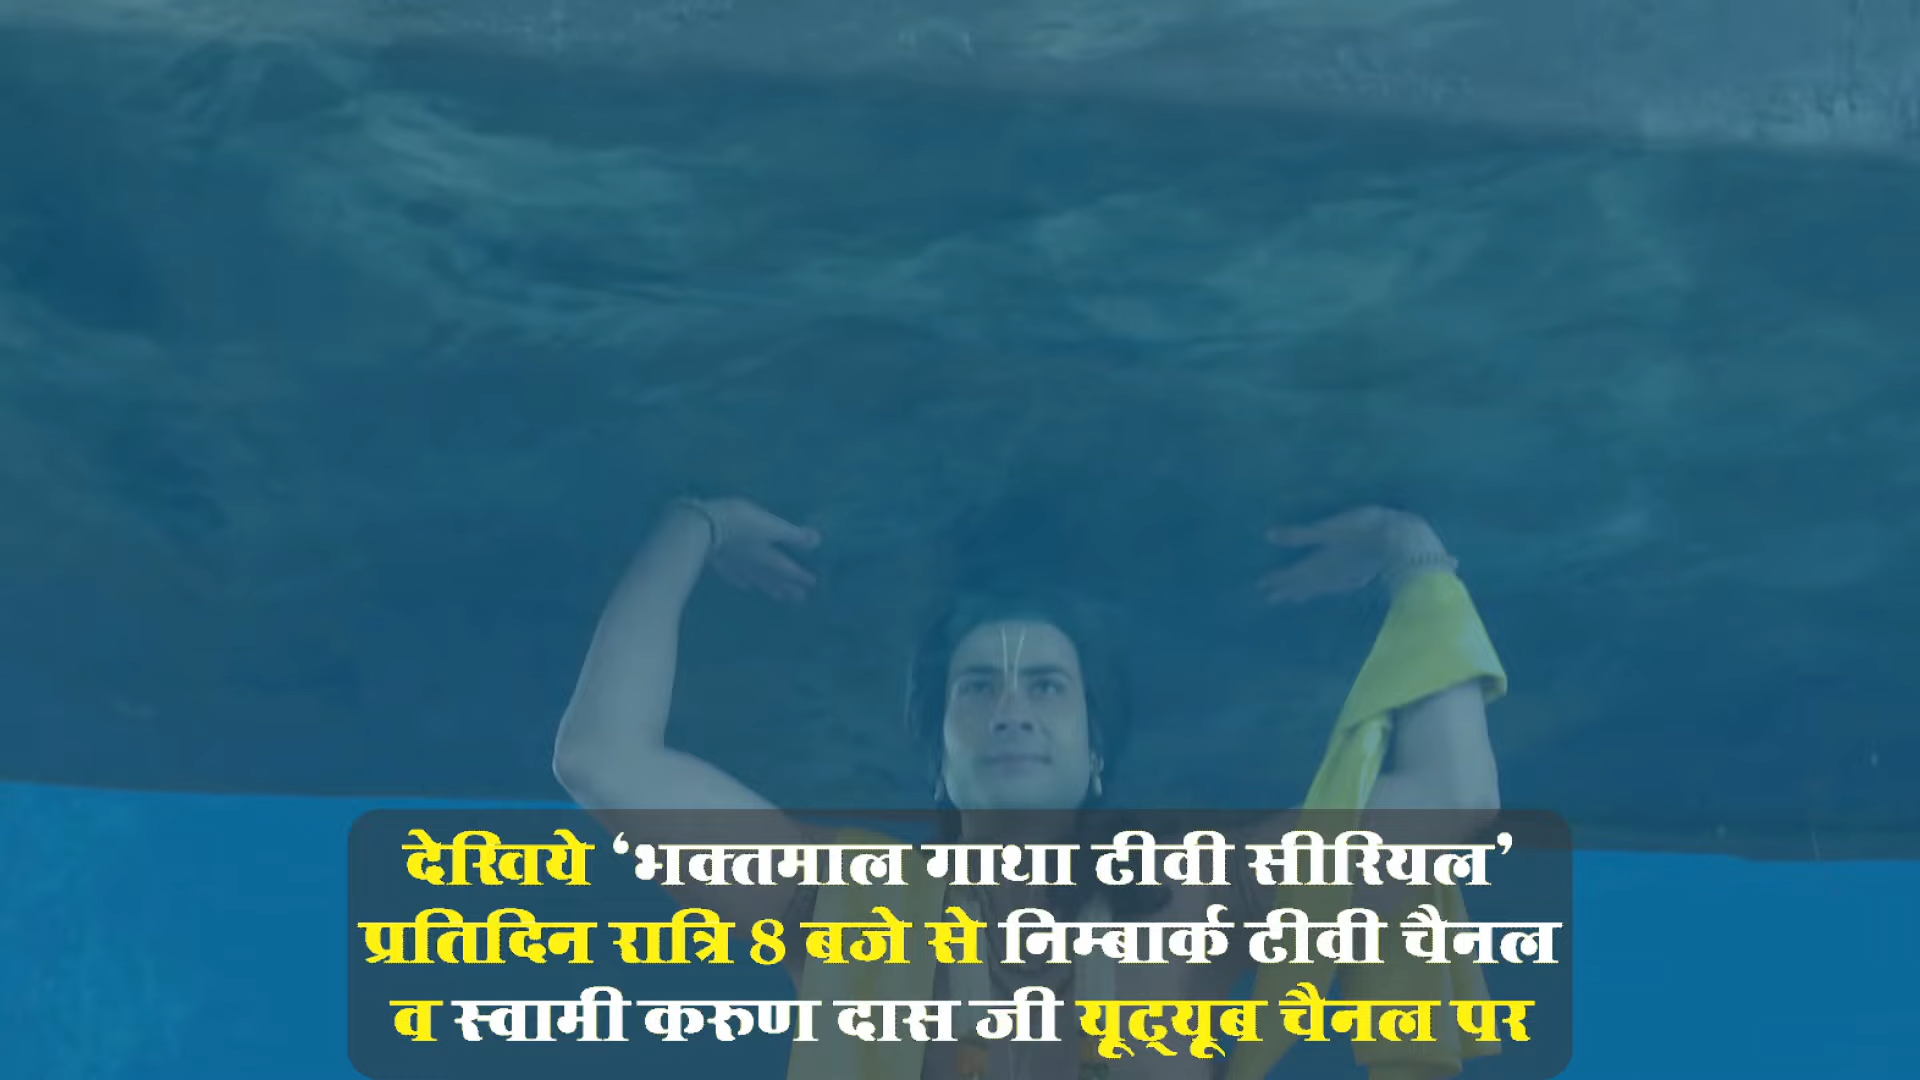 देखिये ‘भक्तमाल गाथा टीवी सीरियल’
प्रतिदिन रात्रि 8 बजे से निम्बार्क टीवी चैनल
व स्वामी करुण दास जी यूट्यूब चैनल पर